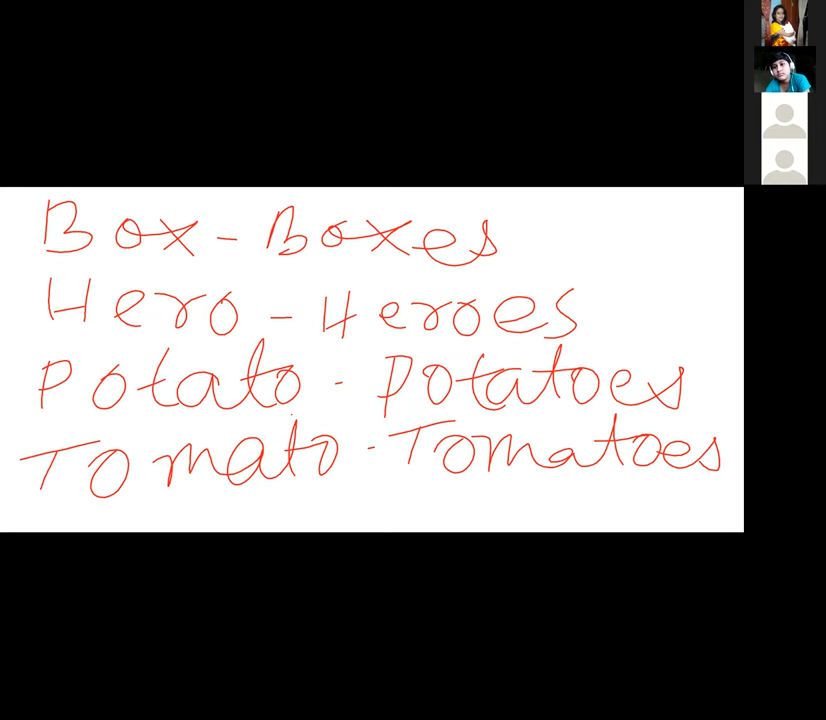 Box - Boxes
Hero - Heroes
Potato - Potatoes
Tomato - Tomatoes